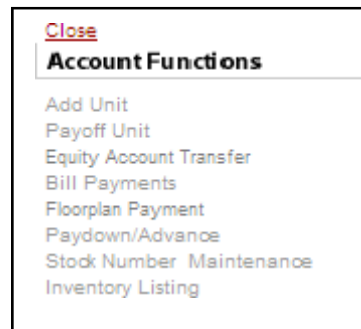 Close
Account Functions
Add Unit
Payoff Unit
Equity Account Transfer
Bill Payments
Floorplan Payment
Paydown/Advance
Stock Number Maintenance
Inventory Listing